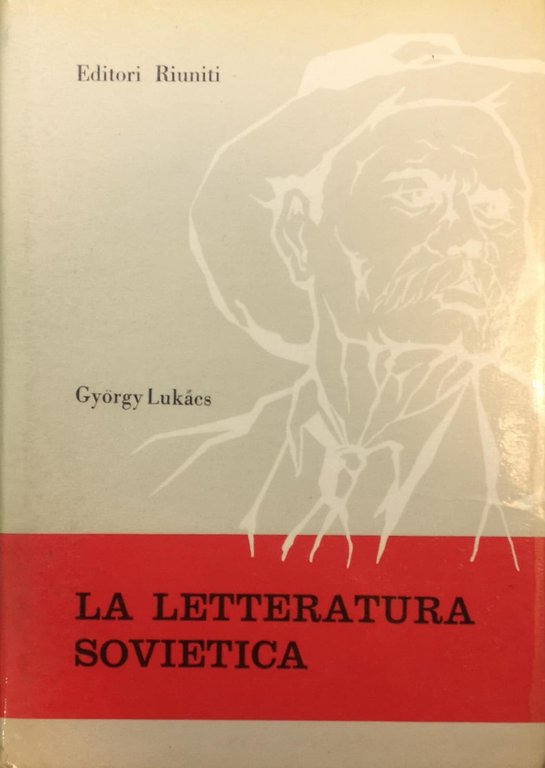 Editori Riuniti
György Lukács
LA LETTERATURA
SOVIETICA